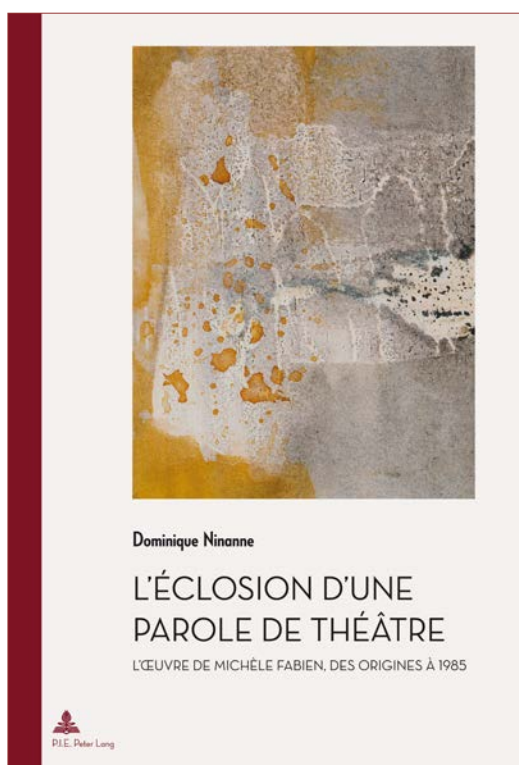 Dominique Ninanne
L'ÉCLOSION D'UNE
PAROLE DE THÉÂTRE
L'ŒUVRE DE MICHÈLE FABIEN, DES ORIGINES À 1985
P.I.E. Peter Lang